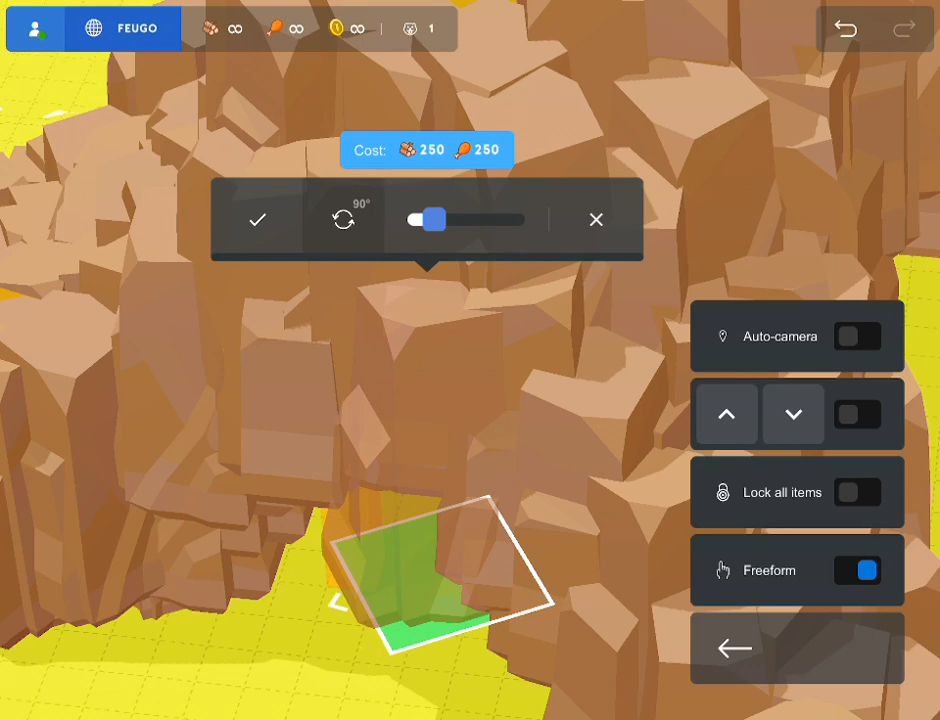 FEUGO ∞ ∞ ∞ 1
Cost: 250 250
90°
Auto-camera
Lock all items
Freeform